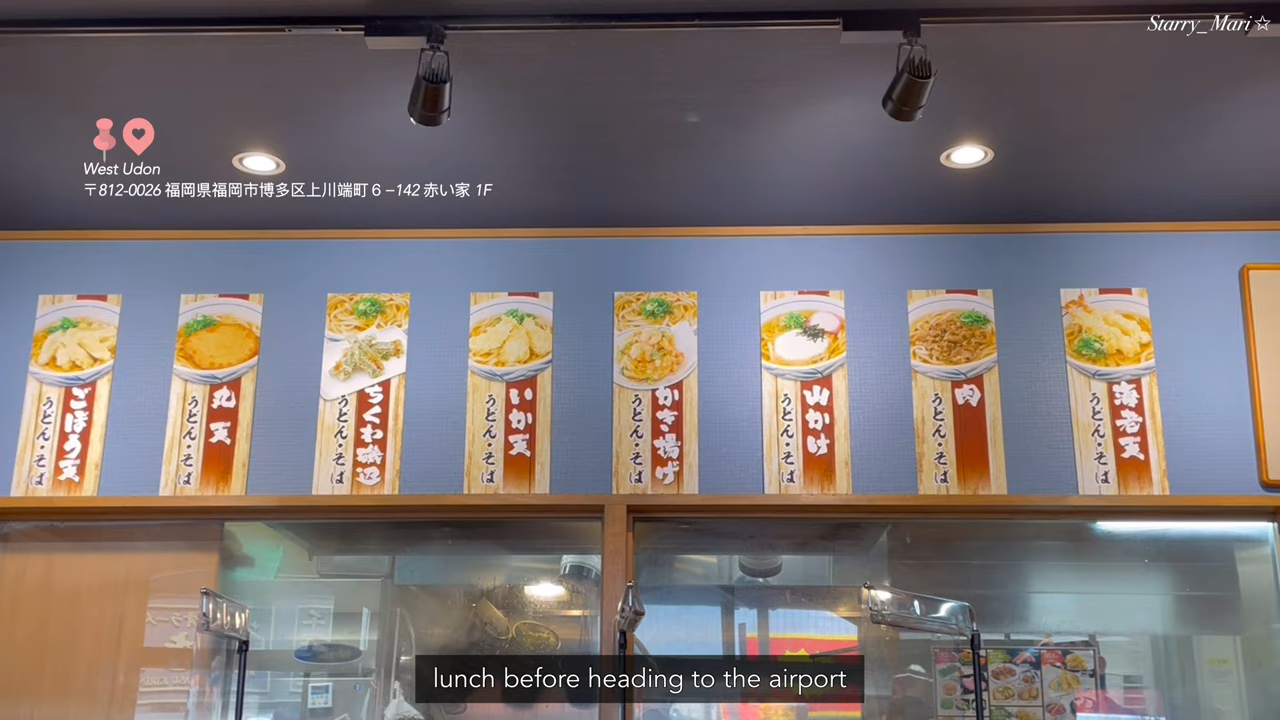 Starry_Mari☆
West Udon
〒812-0026 福岡県福岡市博多区上川端町６−142 赤い家 1F
ごぼう天
うどん・そば
丸天
うどん・そば
ちくわ磯辺
うどん・そば
いか天
うどん・そば
かき揚げ
うどん・そば
山かけ
うどん・そば
肉
うどん・そば
海老天
うどん・そば
lunch before heading to the airport